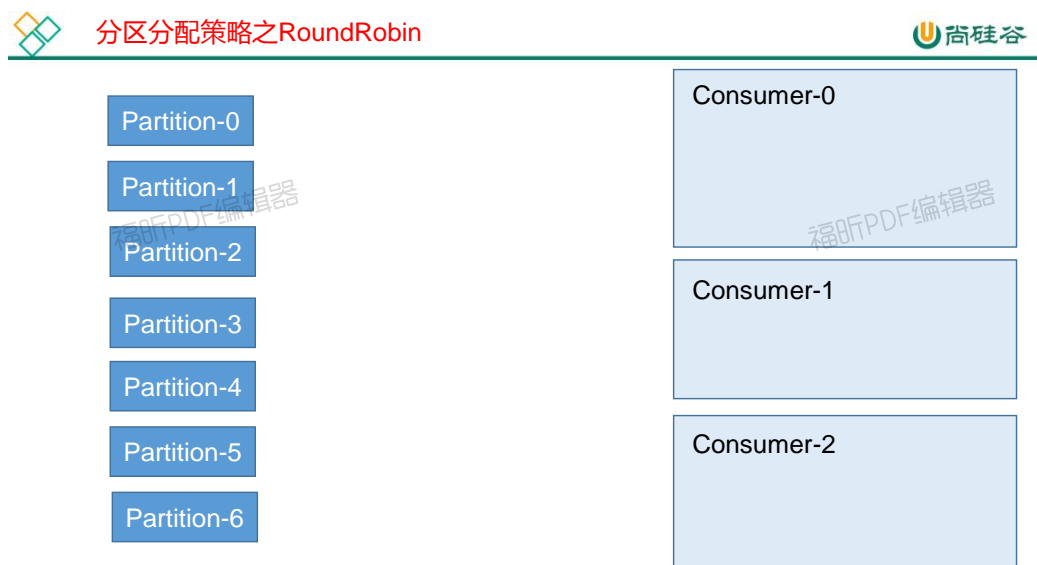 分区分配策略之RoundRobin
尚硅谷
Partition-0
Partition-1
Partition-2
Partition-3
Partition-4
Partition-5
Partition-6
Consumer-0
Consumer-1
Consumer-2
福昕PDF编辑器
福昕PDF编辑器